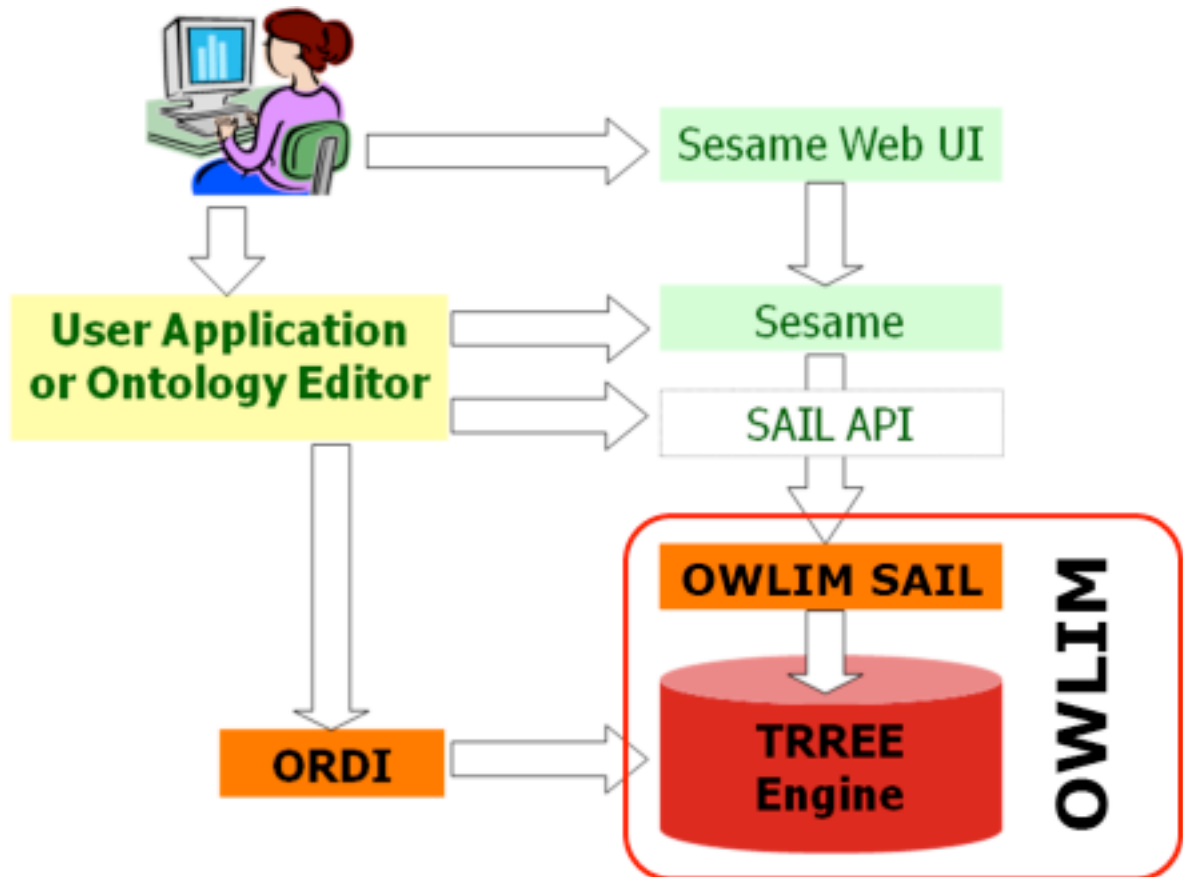 Sesame Web UI
User Application
or Ontology Editor
Sesame
SAIL API
OWLIM SAIL
OWLIM
TRREE
Engine
ORDI